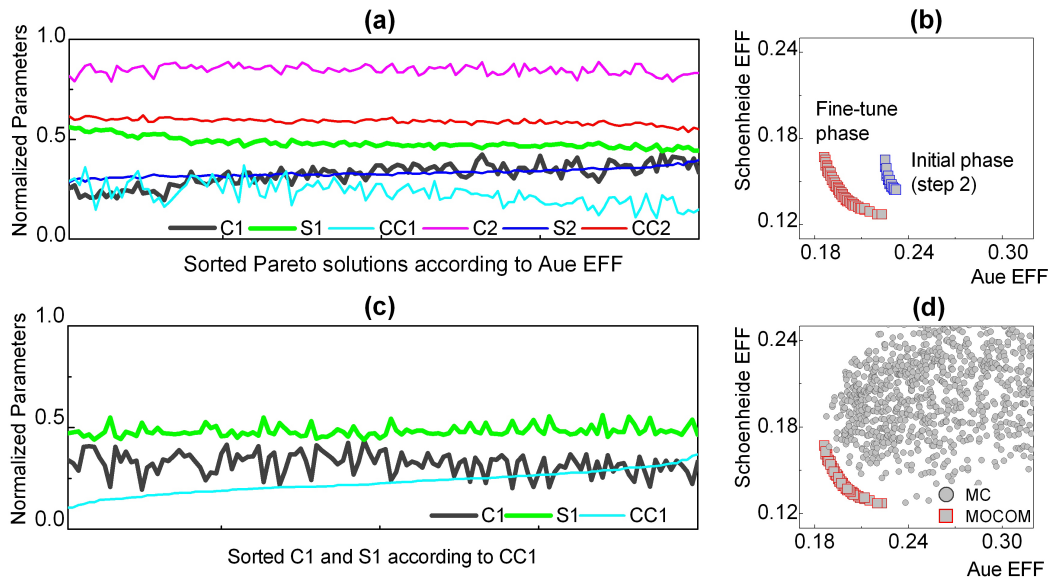 (a)
Normalized Parameters
1.0
0.5
0.0
C1 S1 CC1 C2 S2 CC2
Sorted Pareto solutions according to Aue EFF
(b)
Schoenheide EFF
0.24
0.18
0.12
Fine-tune
phase
Initial phase
(step 2)
0.18 0.24 0.30
Aue EFF
(c)
Normalized Parameters
1.0
0.5
0.0
C1 S1 CC1
Sorted C1 and S1 according to CC1
(d)
Schoenheide EFF
0.24
0.18
0.12
MC
MOCOM
0.18 0.24 0.30
Aue EFF